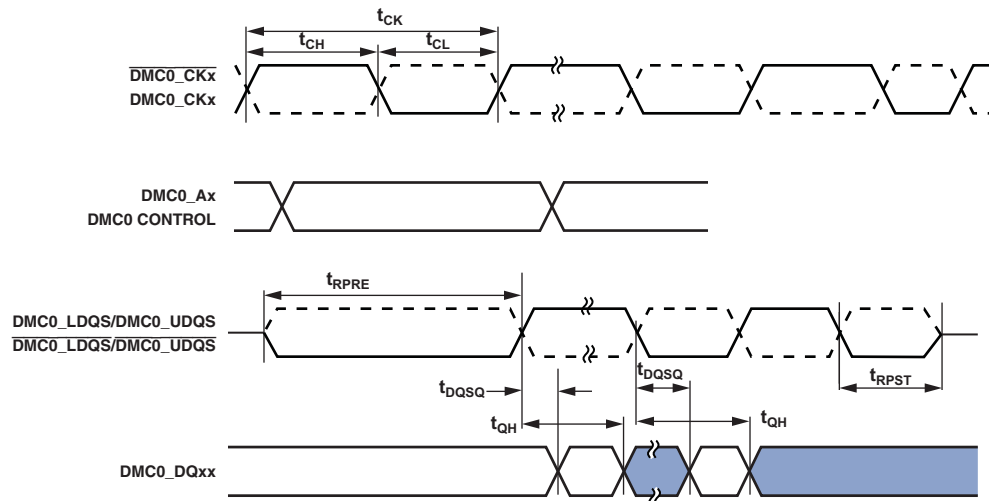 tCK
tCH
tCL
DMC0_CKx
DMC0_CKx
DMC0_Ax
DMC0 CONTROL
tRPRE
DMC0_LDQS/DMC0_UDQS
DMC0_LDQS/DMC0_UDQS
tDQSQ
tDQSQ
tRPST
tQH
tQH
DMC0_DQxx